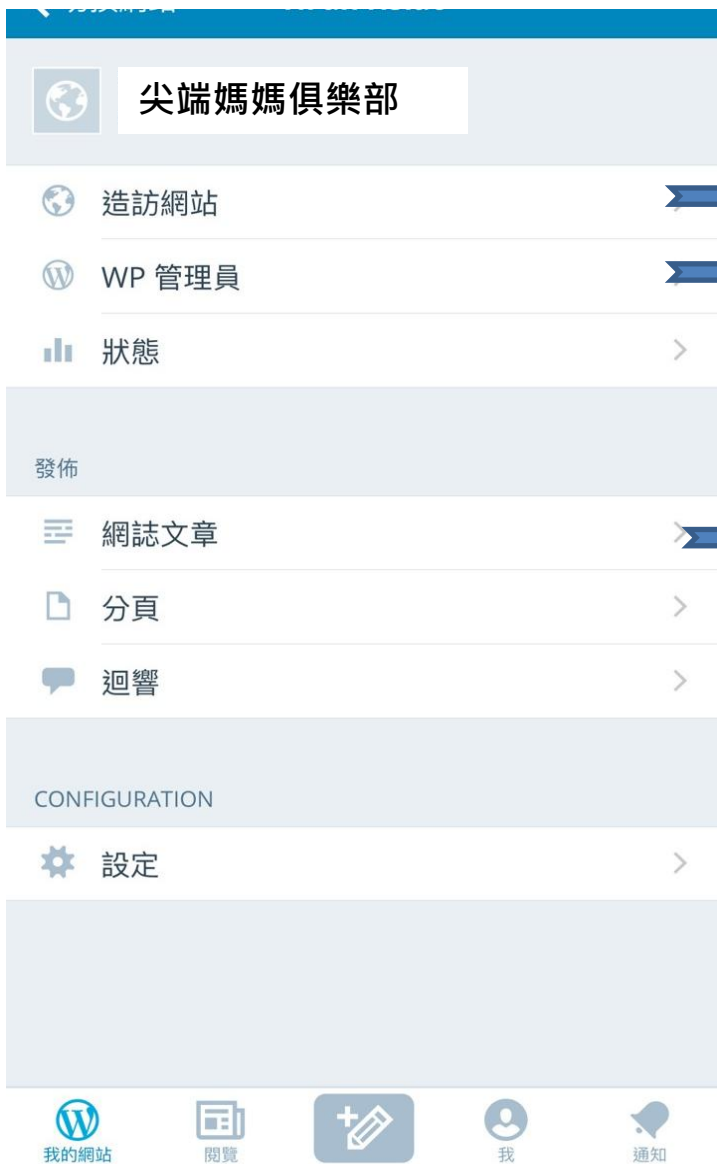 尖端媽媽俱樂部
造訪網站
WP 管理員
狀態
發佈
網誌文章
分頁
迴響
CONFIGURATION
設定
我的網站
閱覽
我
通知